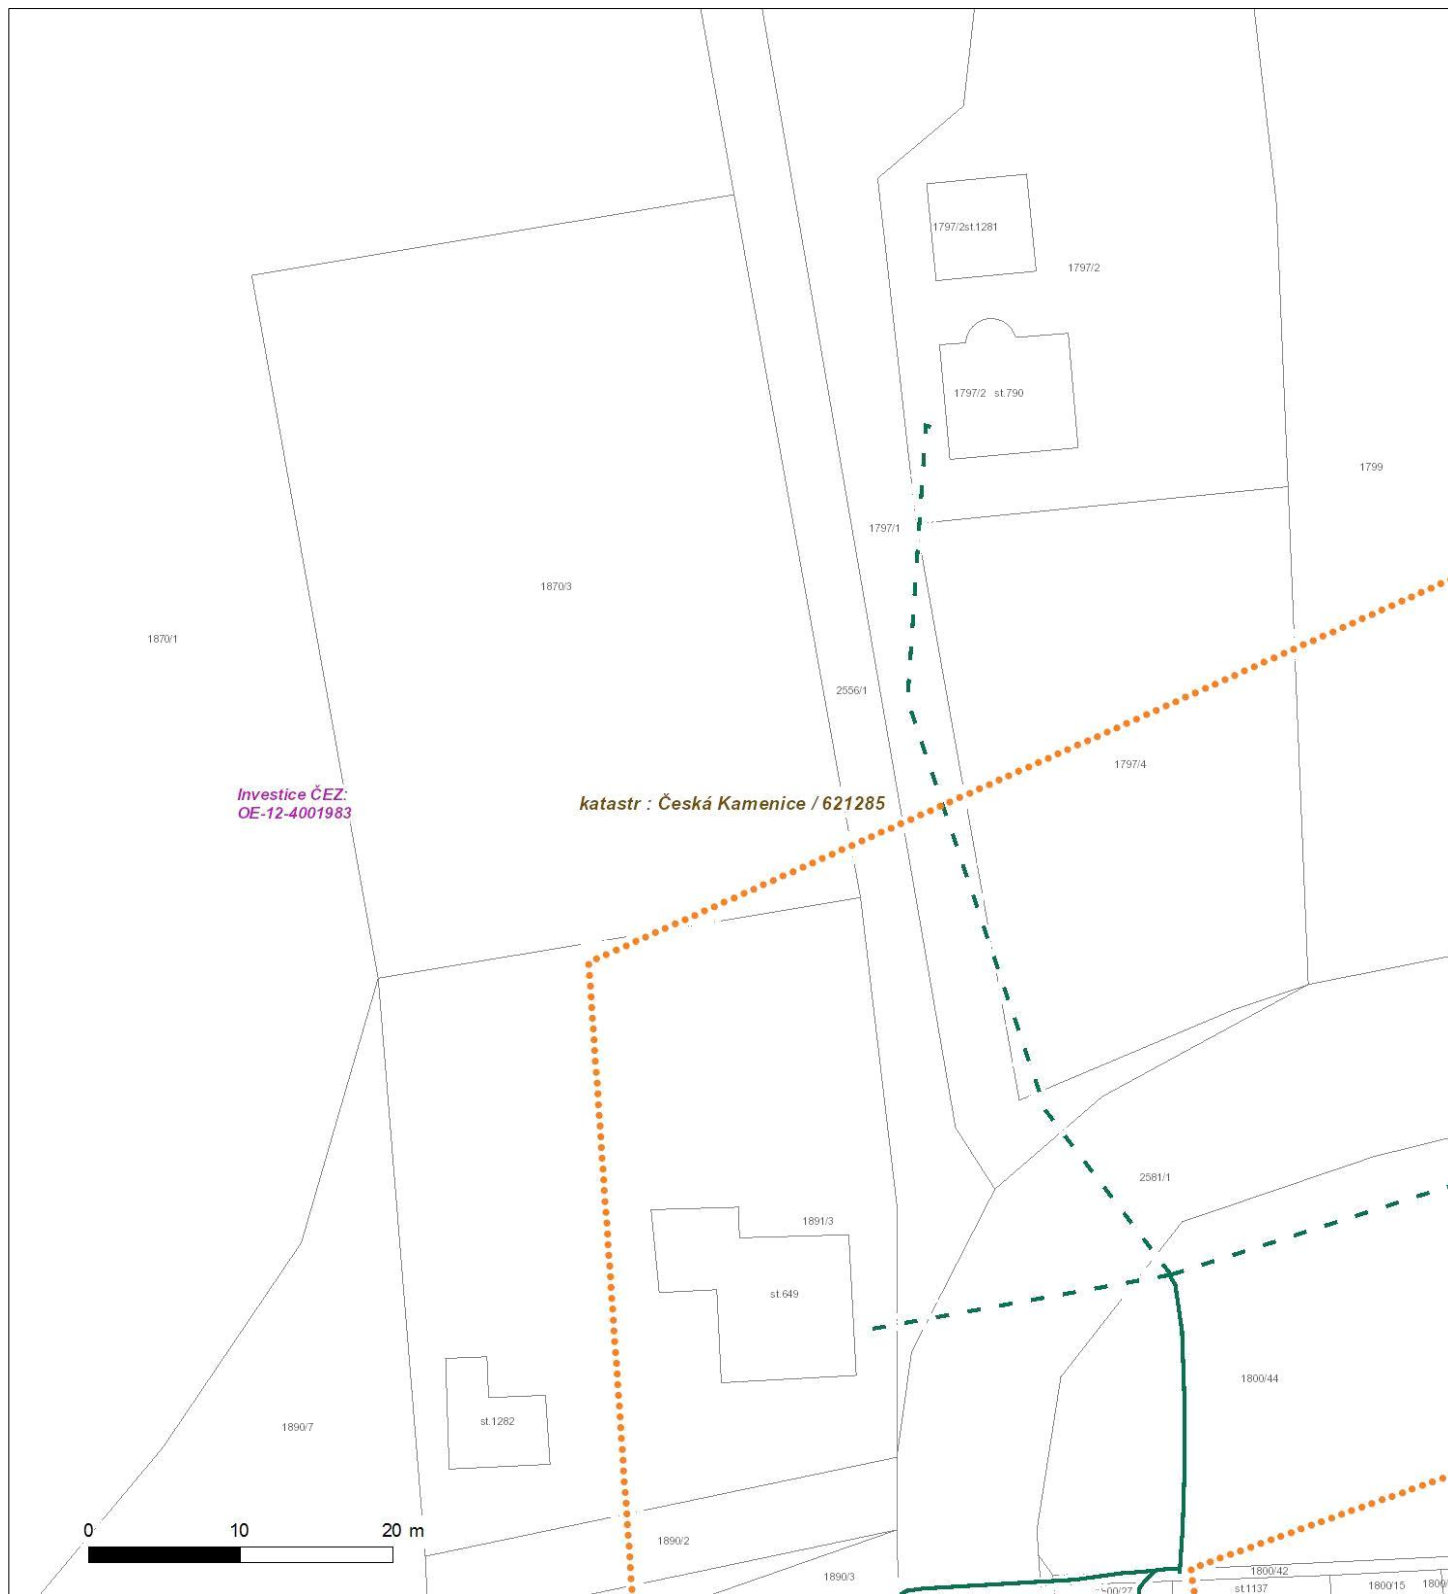 1797/2st.1281
1797/2
1797/2 st.790
1799
1797/1
1870/3
1870/1
2556/1
1797/4
Investice ČEZ:
OE-12-4001983
katastr : Česká Kamenice / 621285
2581/1
1891/3
st.649
1800/44
st.1282
1890/7
0 10 20 m
1890/2
1890/3
1800/42
st.1137
1800/15